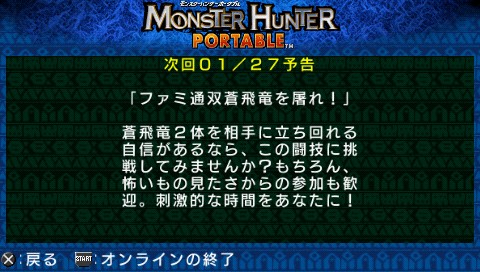 モンスターハンターポータブル
MONSTER HUNTER
PORTABLE™
次回０１／２７予告
「ファミ通双蒼飛竜を屠れ！」
蒼飛竜２体を相手に立ち回れる
自信があるなら、この闘技に挑
戦してみませんか？もちろん、
怖いもの見たさからの参加も歓
迎。刺激的な時間をあなたに！
:戻る START:オンラインの終了